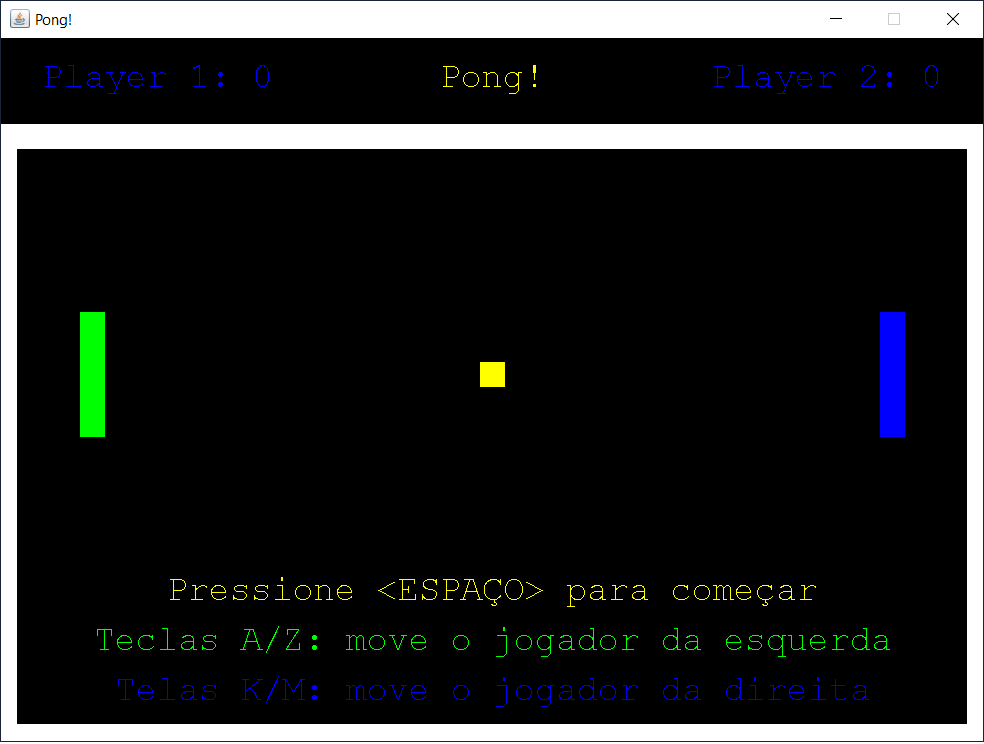 Pong!
Player 1: 0 Pong! Player 2: 0
Pressione <ESPAÇO> para começar
Teclas A/Z: move o jogador da esquerda
Telas K/M: move o jogador da direita